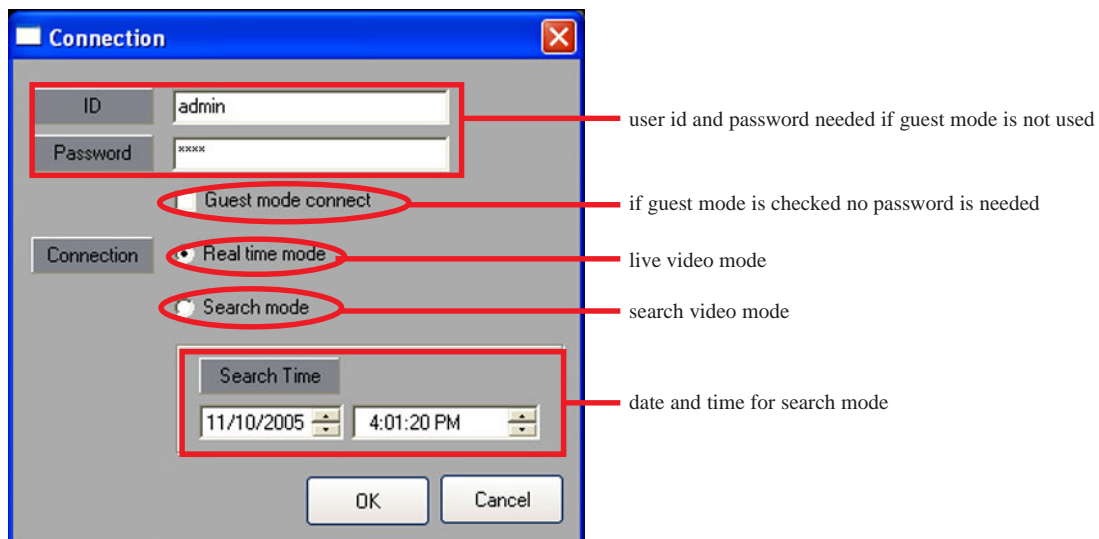 Connection
ID
admin
user id and password needed if guest mode is not used
Password
××××
Guest mode connect
if guest mode is checked no password is needed
Connection
Real time mode
live video mode
Search mode
search video mode
Search Time
date and time for search mode
11/10/2005
4:01:20 PM
OK
Cancel